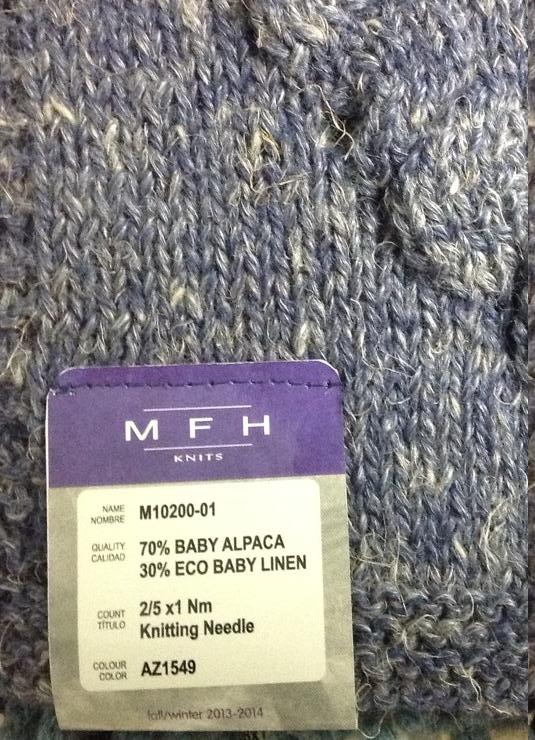 MFH
KNITS
NAME
NOMBRE
M10200-01
QUALITY
CALIDAD
70% BABY ALPACA
30% ECO BABY LINEN
COUNT
TÍTULO
2/5 x1 Nm
Knitting Needle
COLOUR
COLOR
AZ1549
fall/winter 2013-2014